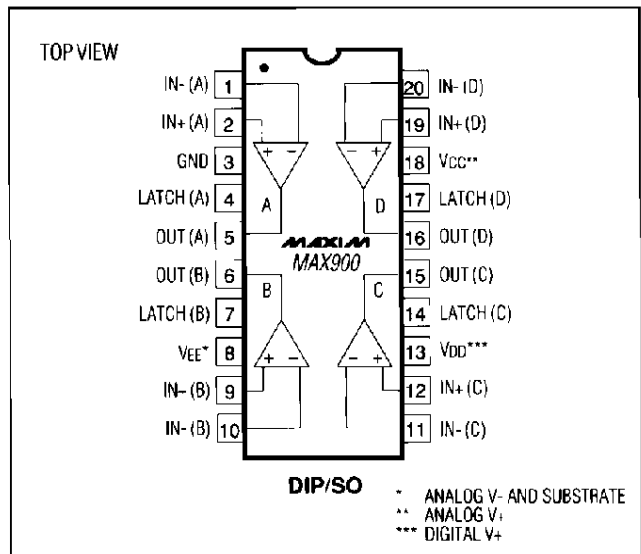 TOP VIEW
IN- (A) 1
IN+ (A) 2
GND 3
LATCH (A) 4
OUT (A) 5
OUT (B) 6
LATCH (B) 7
VEE* 8
IN- (B) 9
IN- (B) 10
20 IN- (D)
19 IN+ (D)
18 VCC**
17 LATCH (D)
16 OUT (D)
15 OUT (C)
14 LATCH (C)
13 VDD***
12 IN+ (C)
11 IN- (C)
+ -
- +
A
D
MAXIM
MAX900
B
C
+ -
- +
DIP/SO
* ANALOG V- AND SUBSTRATE
** ANALOG V+
*** DIGITAL V+